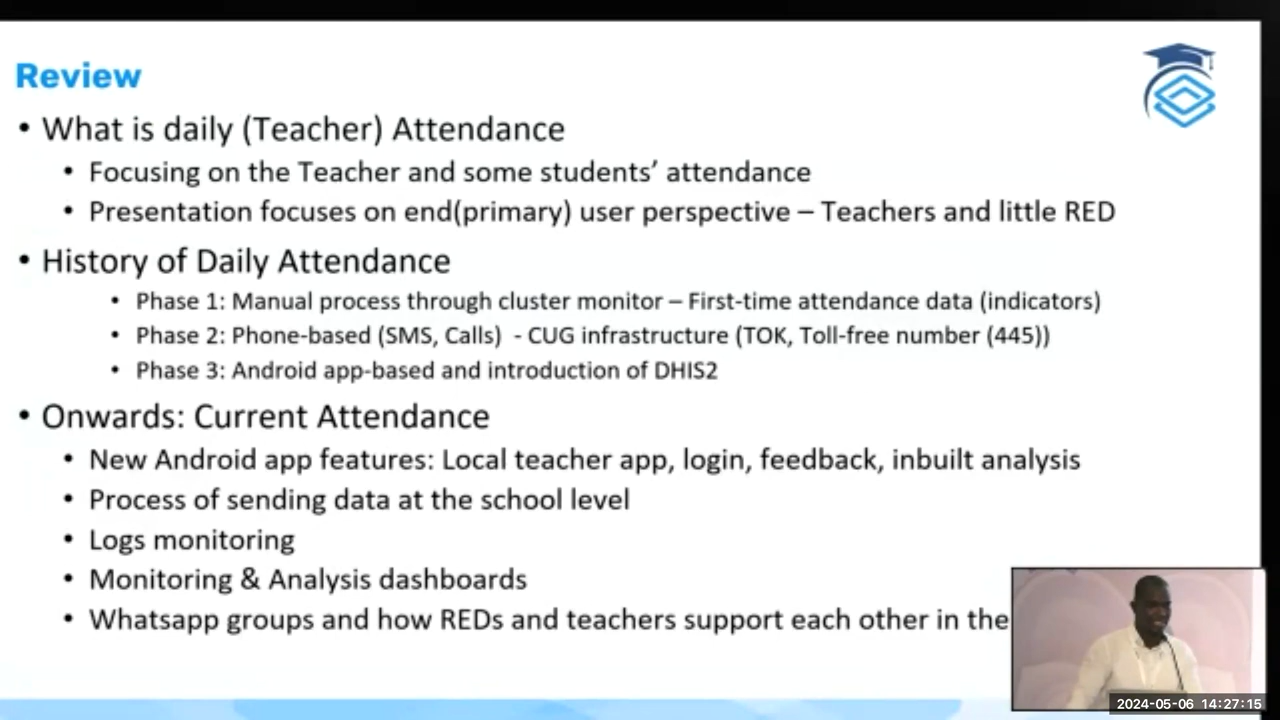 Review
• What is daily (Teacher) Attendance
• Focusing on the Teacher and some students’ attendance
• Presentation focuses on end(primary) user perspective – Teachers and little RED
• History of Daily Attendance
• Phase 1: Manual process through cluster monitor – First-time attendance data (indicators)
• Phase 2: Phone-based (SMS, Calls)  - CUG infrastructure (TOK, Toll-free number (445))
• Phase 3: Android app-based and introduction of DHIS2
• Onwards: Current Attendance
• New Android app features: Local teacher app, login, feedback, inbuilt analysis
• Process of sending data at the school level
• Logs monitoring
• Monitoring & Analysis dashboards
• Whatsapp groups and how REDs and teachers support each other in the
2024-05-06 14:27:15